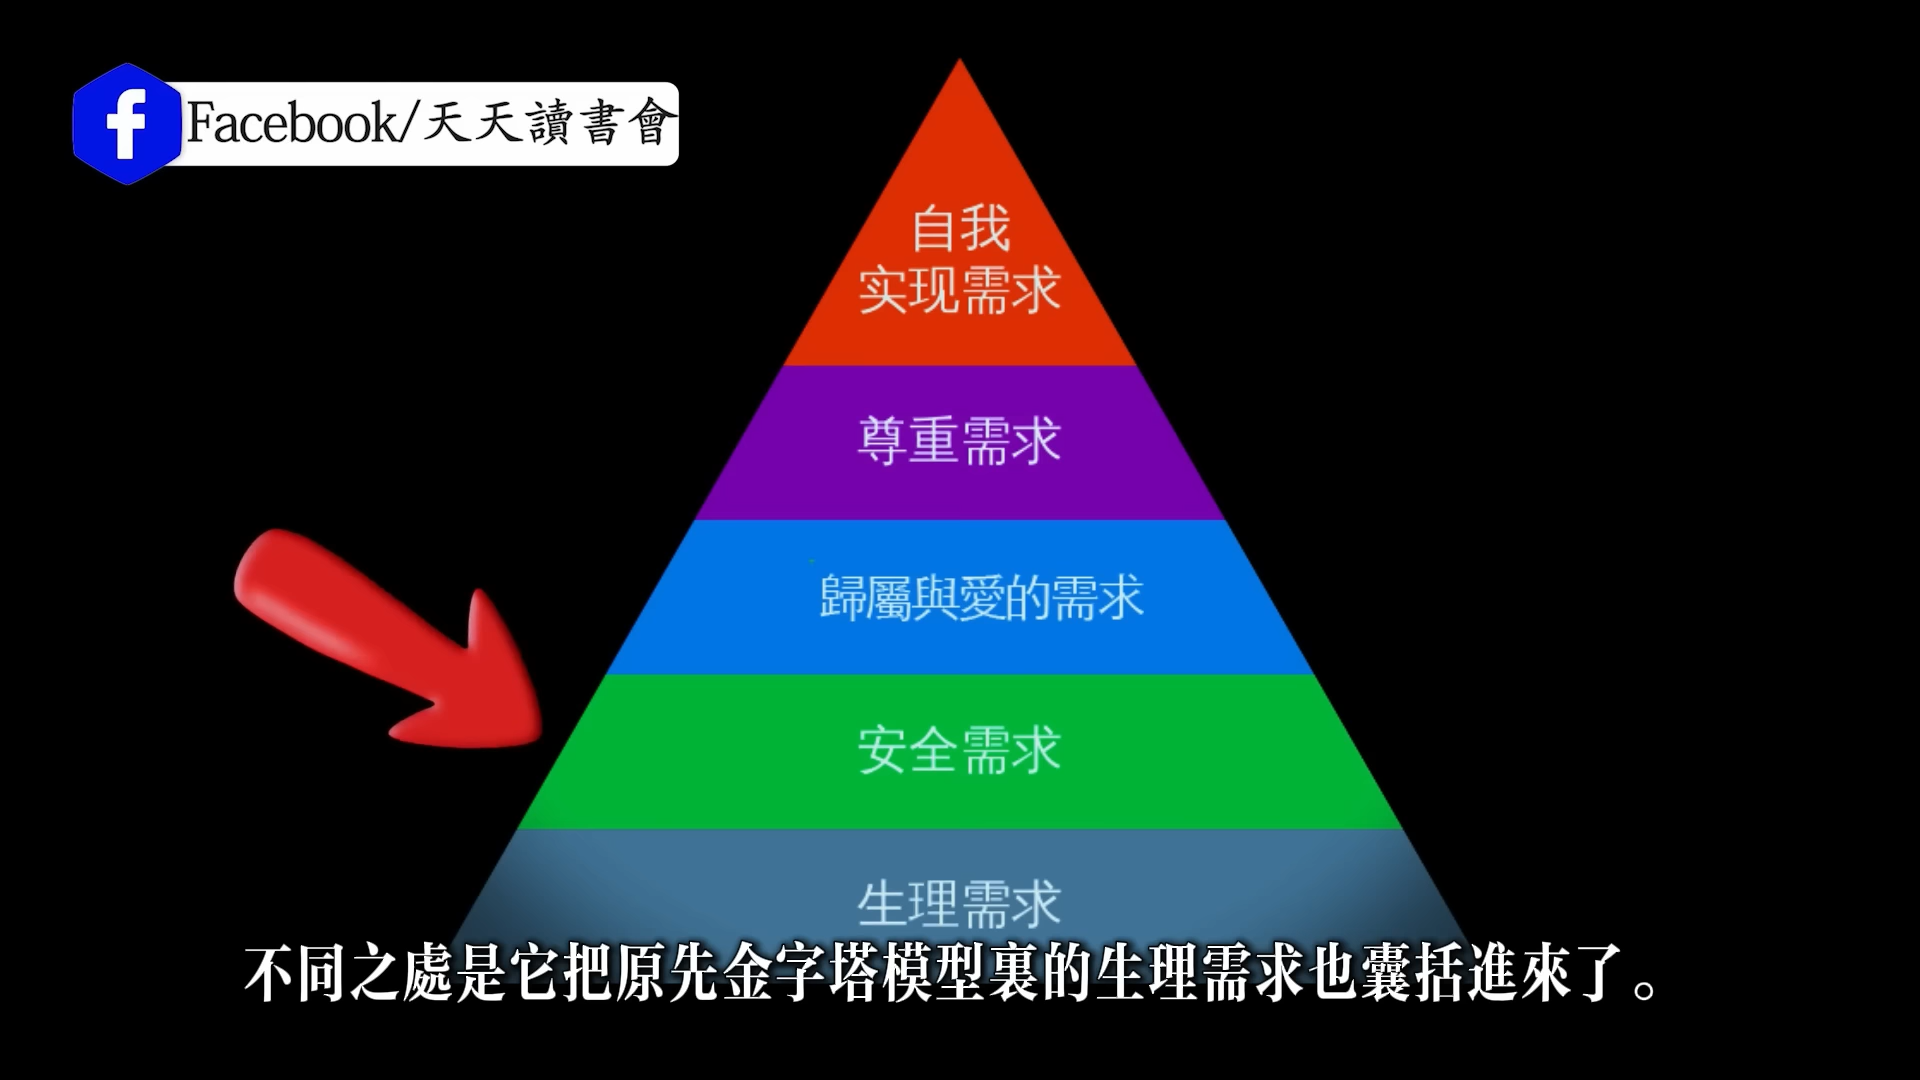 Facebook/天天讀書會
自我
实现需求
尊重需求
歸屬與愛的需求
安全需求
生理需求
不同之處是它把原先金字塔模型裏的生理需求也囊括進來了。